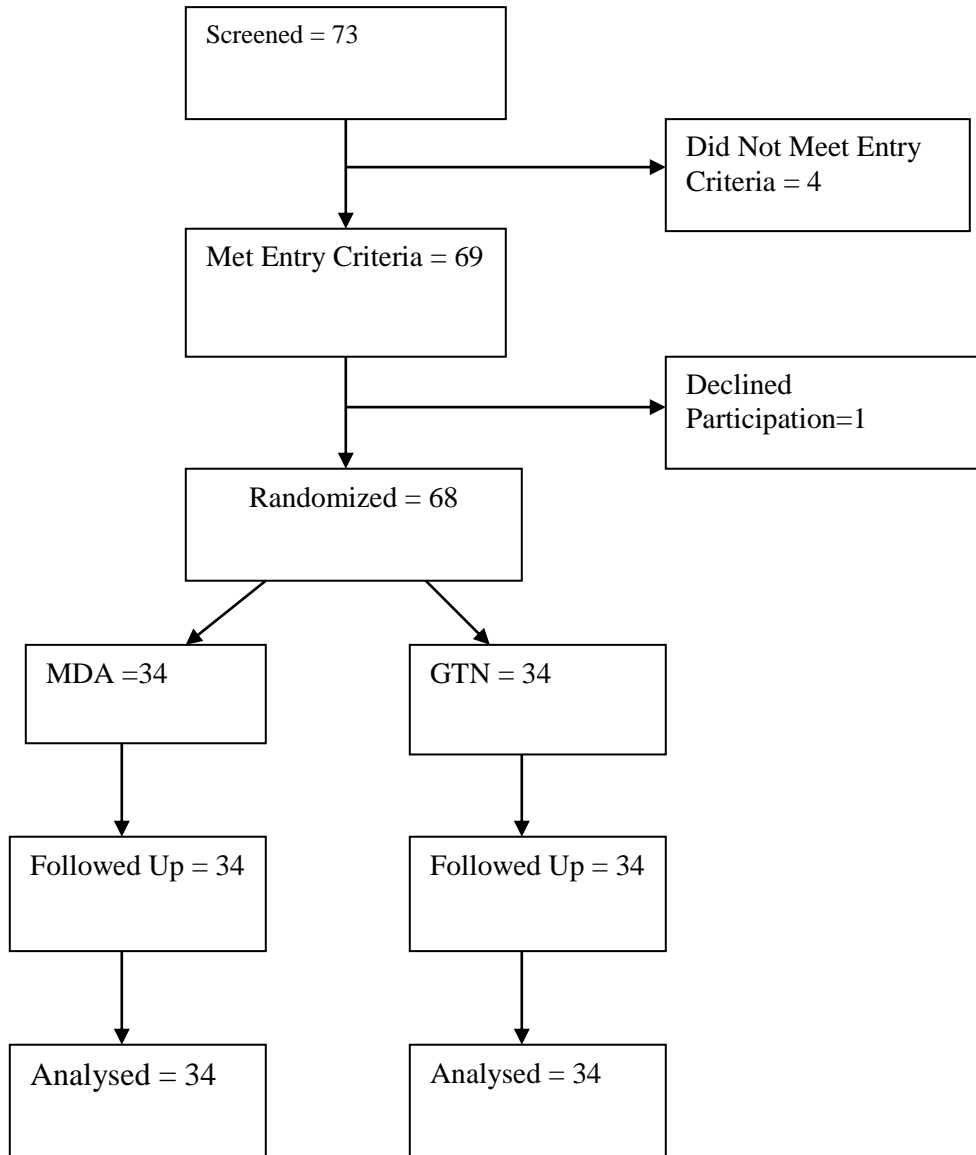 Screened = 73
Did Not Meet Entry
Criteria = 4
Met Entry Criteria = 69
Declined
Participation=1
Randomized = 68
MDA =34
GTN = 34
Followed Up = 34
Followed Up = 34
Analysed = 34
Analysed = 34